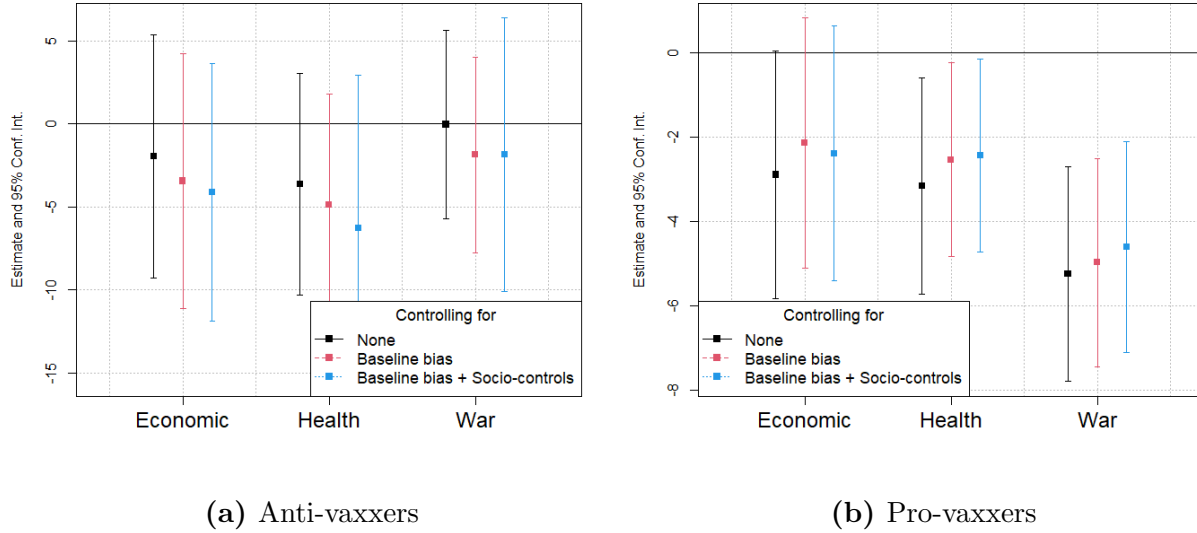 Estimate and 95% Conf. Int.
5
0
-5
-10
-15
Controlling for
None
Baseline bias
Baseline bias + Socio-controls
Economic
Health
War
(a) Anti-vaxxers
Estimate and 95% Conf. Int.
0
-2
-4
-6
-8
Controlling for
None
Baseline bias
Baseline bias + Socio-controls
Economic
Health
War
(b) Pro-vaxxers